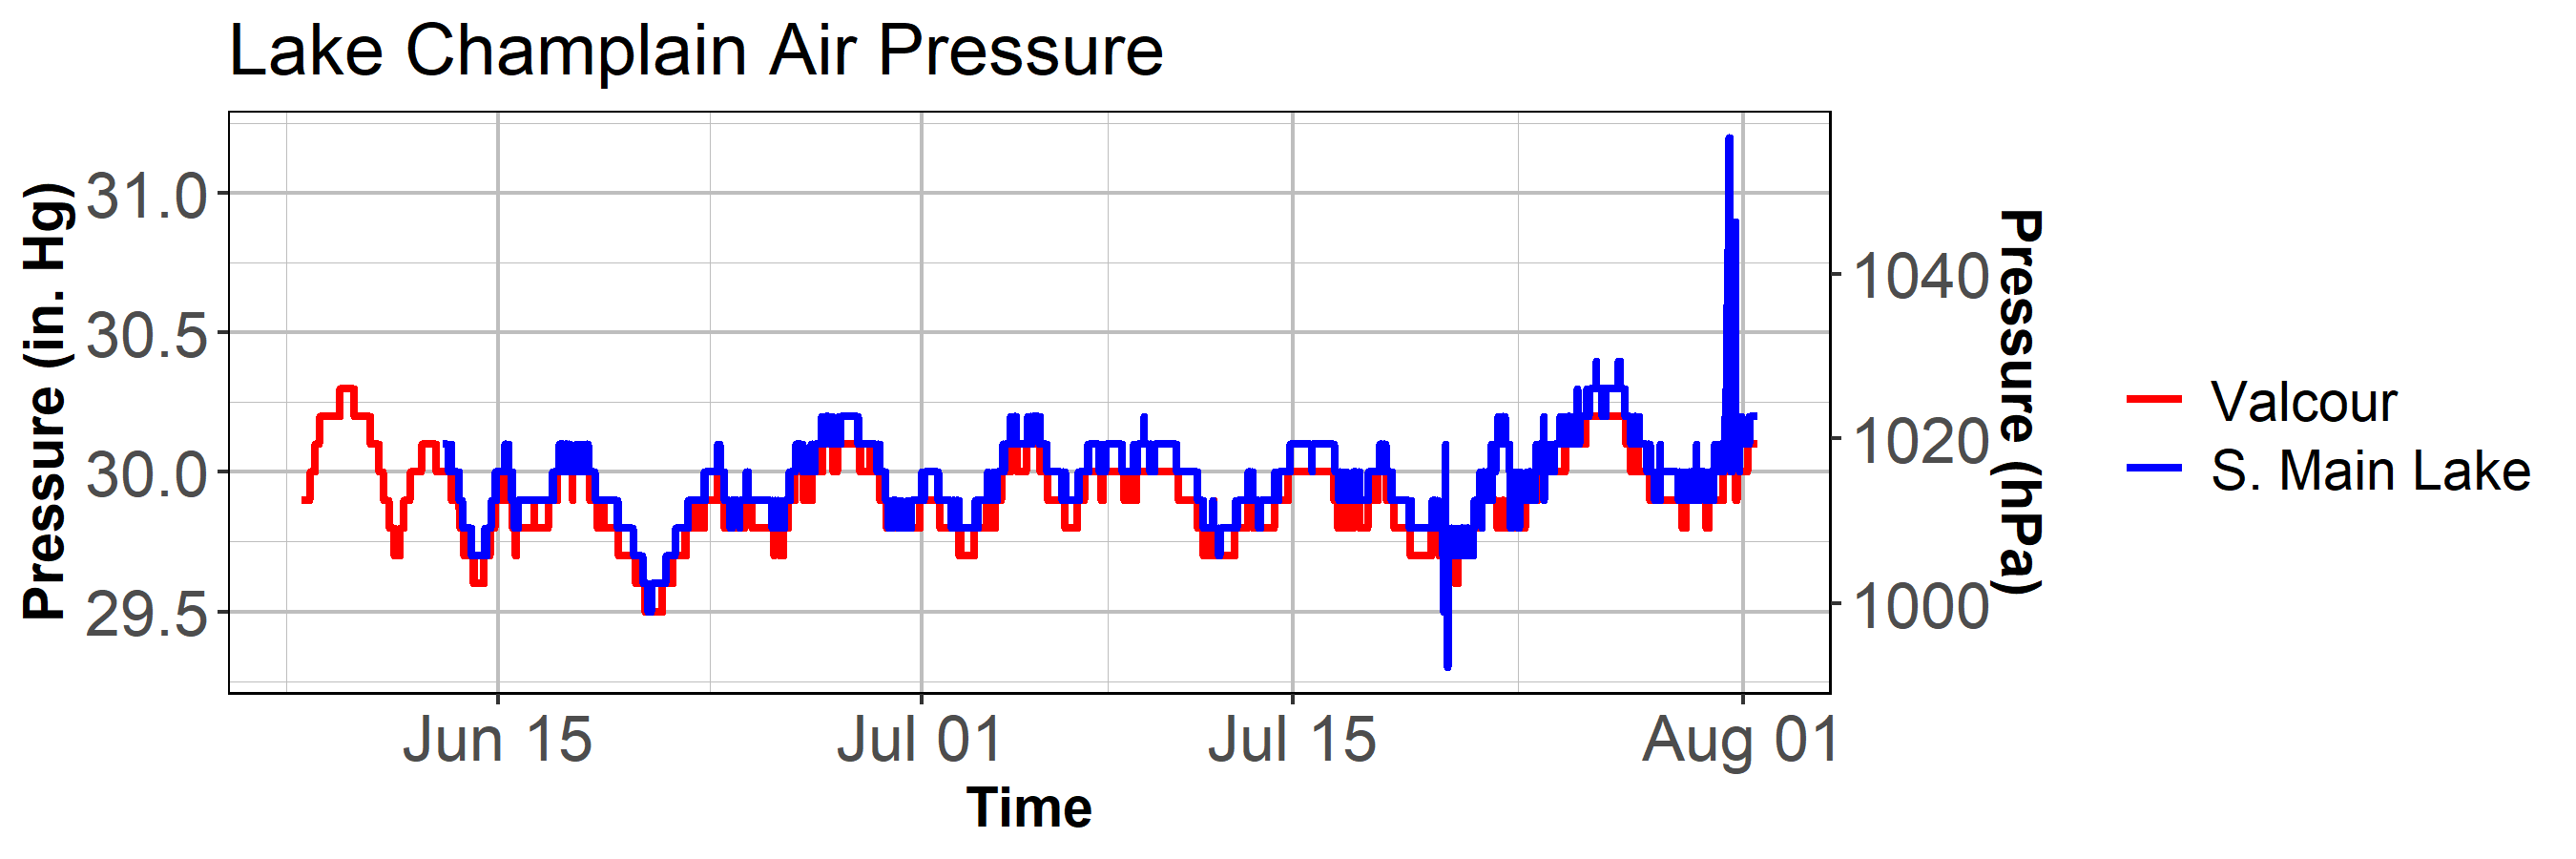 Lake Champlain Air Pressure
Pressure (in. Hg)
31.0
30.5
30.0
29.5
1040
1020
1000
Pressure (hPa)
Jun 15
Jul 01
Jul 15
Aug 01
Time
Valcour
S. Main Lake